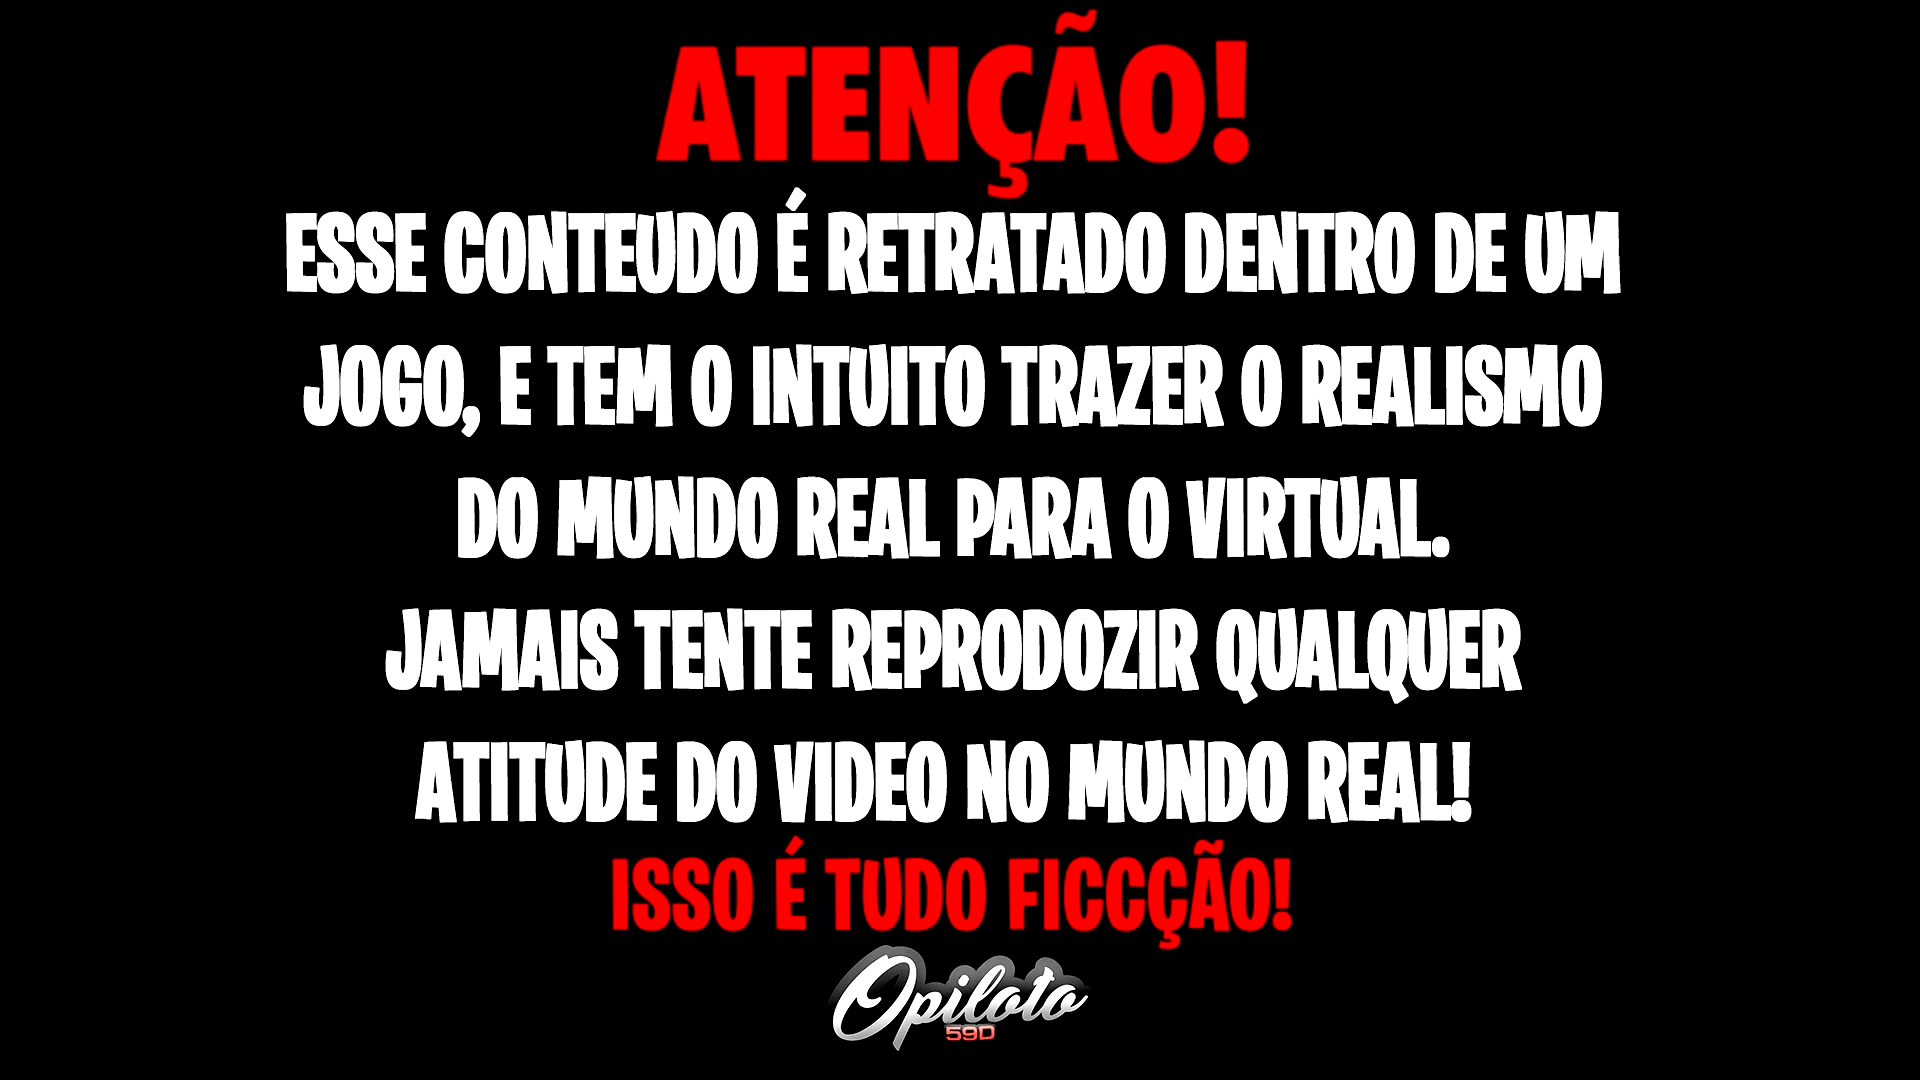 ATENÇÃO!
ESSE CONTEUDO É RETRATADO DENTRO DE UM
JOGO, E TEM O INTUITO TRAZER O REALISMO
DO MUNDO REAL PARA O VIRTUAL.
JAMAIS TENTE REPRODOZIR QUALQUER
ATITUDE DO VIDEO NO MUNDO REAL!
ISSO É TUDO FICCÇÃO!
Opiloto
59D